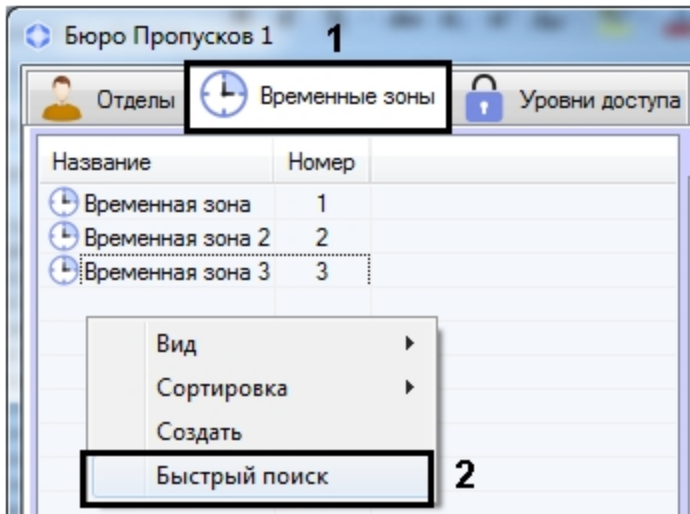 Бюро Пропусков 1
1
Отделы Временные зоны Уровни доступа
Название Номер
Временная зона 1
Временная зона 2 2
Временная зона 3 3
Вид
Сортировка
Создать
Быстрый поиск 2